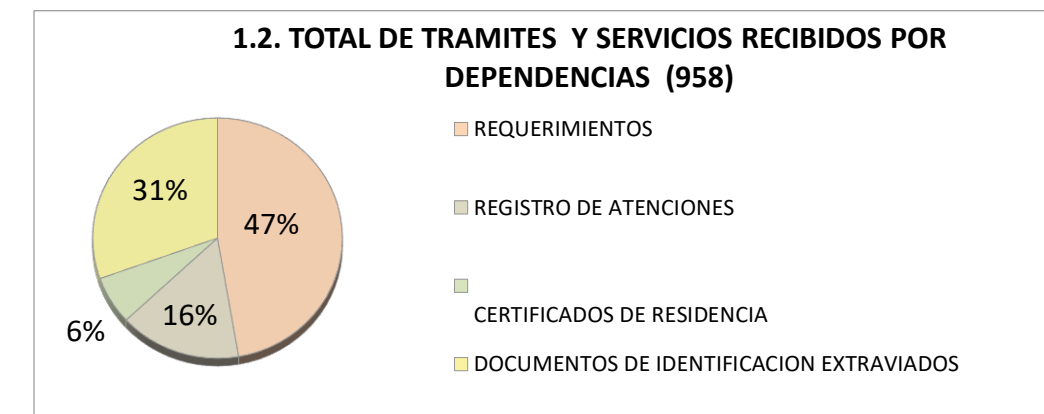 1.2. TOTAL DE TRAMITES Y SERVICIOS RECIBIDOS POR
DEPENDENCIAS (958)
31%
47%
16%
6%
REQUERIMIENTOS
REGISTRO DE ATENCIONES
CERTIFICADOS DE RESIDENCIA
DOCUMENTOS DE IDENTIFICACION EXTRAVIADOS